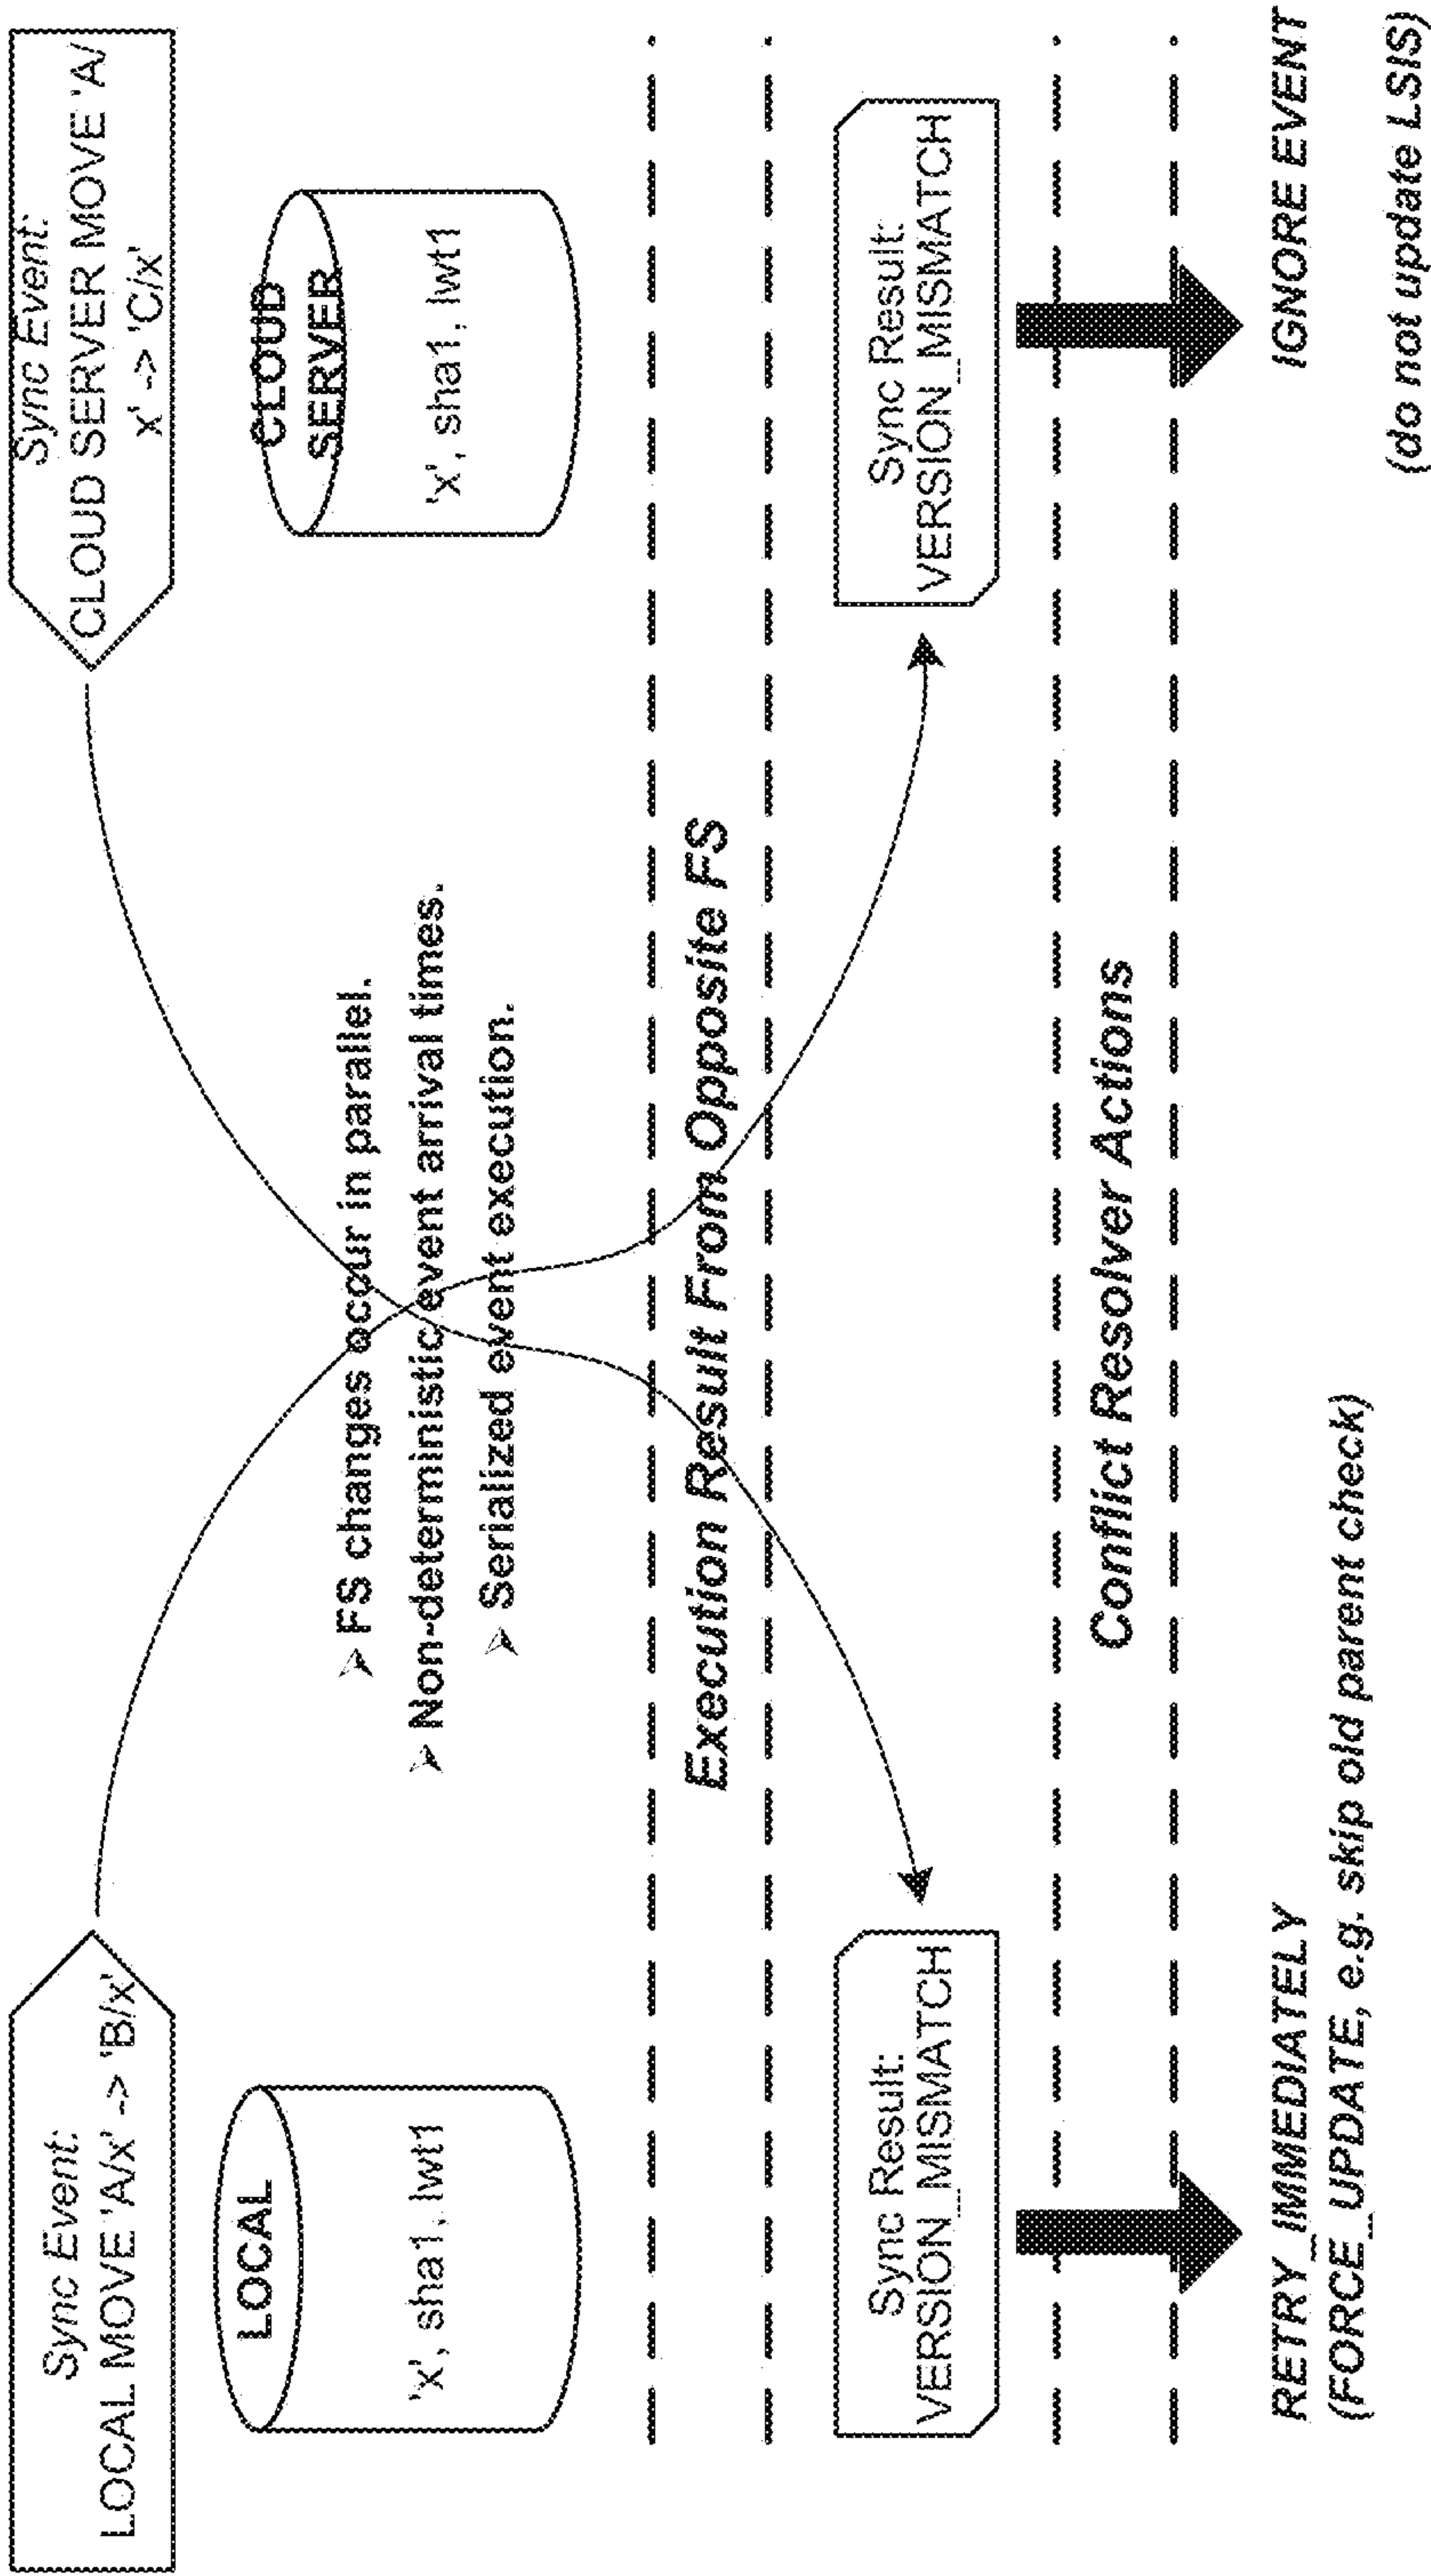 Sync Event:
LOCAL MOVE 'A/x' -> 'B/x'
Sync Event:
CLOUD SERVER MOVE 'A/
x' -> 'C/x'
LOCAL
'x', sha1, lwt1
CLOUD
SERVER
'x', sha1, lwt1
➢ FS changes occur in parallel.
➢ Non-deterministic event arrival times.
➢ Serialized event execution.
Execution Result From Opposite FS
Sync Result:
VERSION_MISMATCH
Sync Result:
VERSION_MISMATCH
Conflict Resolver Actions
RETRY_IMMEDIATELY
(FORCE_UPDATE, e.g. skip old parent check)
IGNORE EVENT
(do not update LSIS)